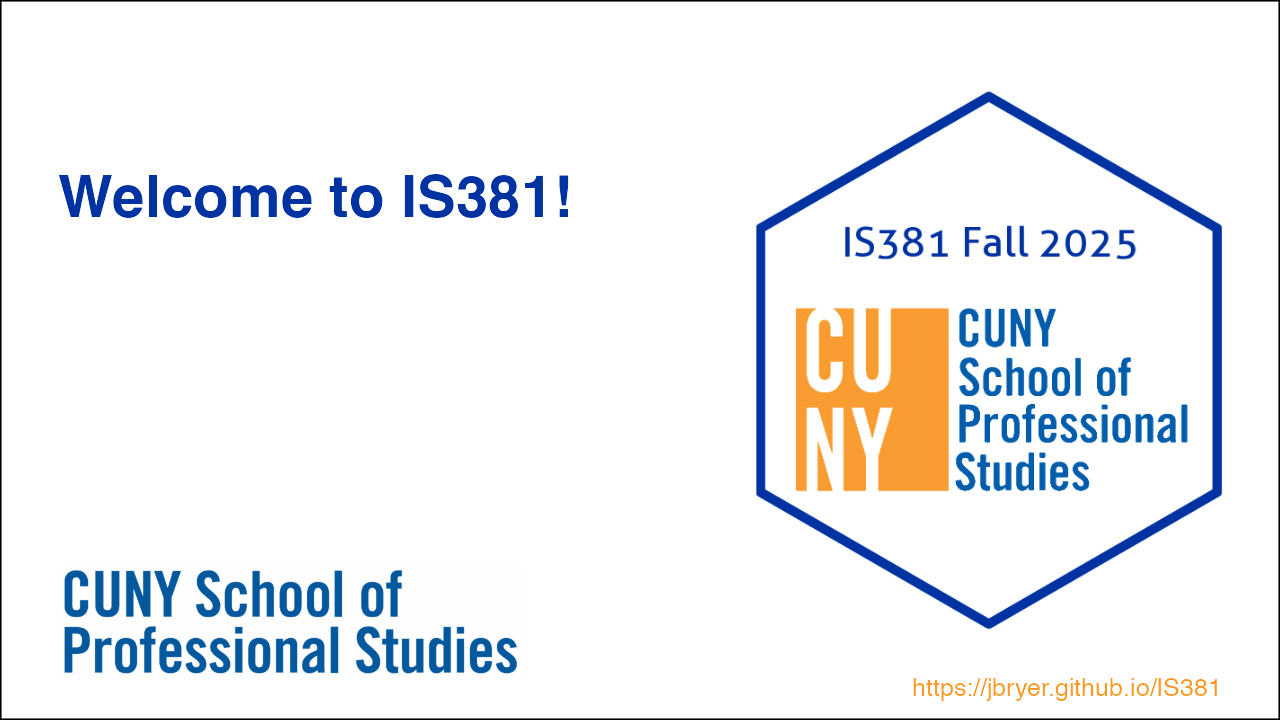 Welcome to IS381!
IS381 Fall 2025
CU
NY
CUNY
School of
Professional
Studies
CUNY School of
Professional Studies
https://jbryer.github.io/IS381